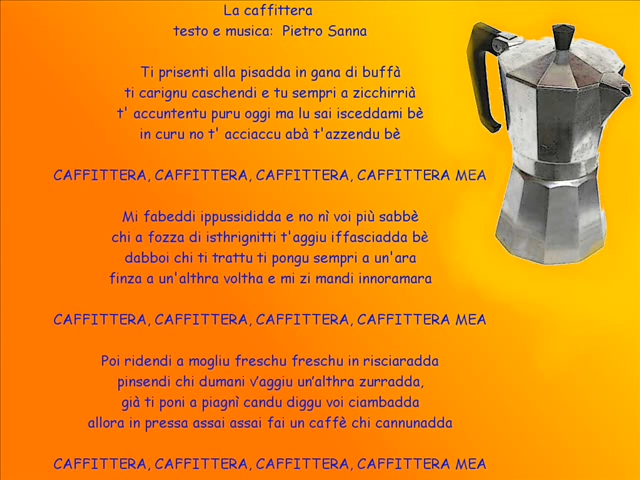 La caffittera
testo e musica: Pietro Sanna
Ti prisenti alla pisadda in gana di buffà
ti carignu caschendi e tu sempri a zicchirrià
t' accuntentu puru oggi ma lu sai isceddami bè
in curu no t' acciaccu abà t'azzendu bè
CAFFITTERA, CAFFITTERA, CAFFITTERA, CAFFITTERA MEA
Mi fabeddi ippussididda e no nì voi più sabbè
chi a fozza di isthrignitti t'aggiu iffasciadda bè
dabboi chi ti trattu ti pongu sempri a un'ara
finza a un'althra voltha e mi zi mandi innoramara
CAFFITTERA, CAFFITTERA, CAFFITTERA, CAFFITTERA MEA
Poi ridendi a mogliu freschu freschu in risciaradda
pinsendi chi dumani v’aggiu un’althra zurradda,
già ti poni a piagnì candu diggu voi ciambadda
allora in pressa assai assai fai un caffè chi cannunadda
CAFFITTERA, CAFFITTERA, CAFFITTERA, CAFFITTERA MEA